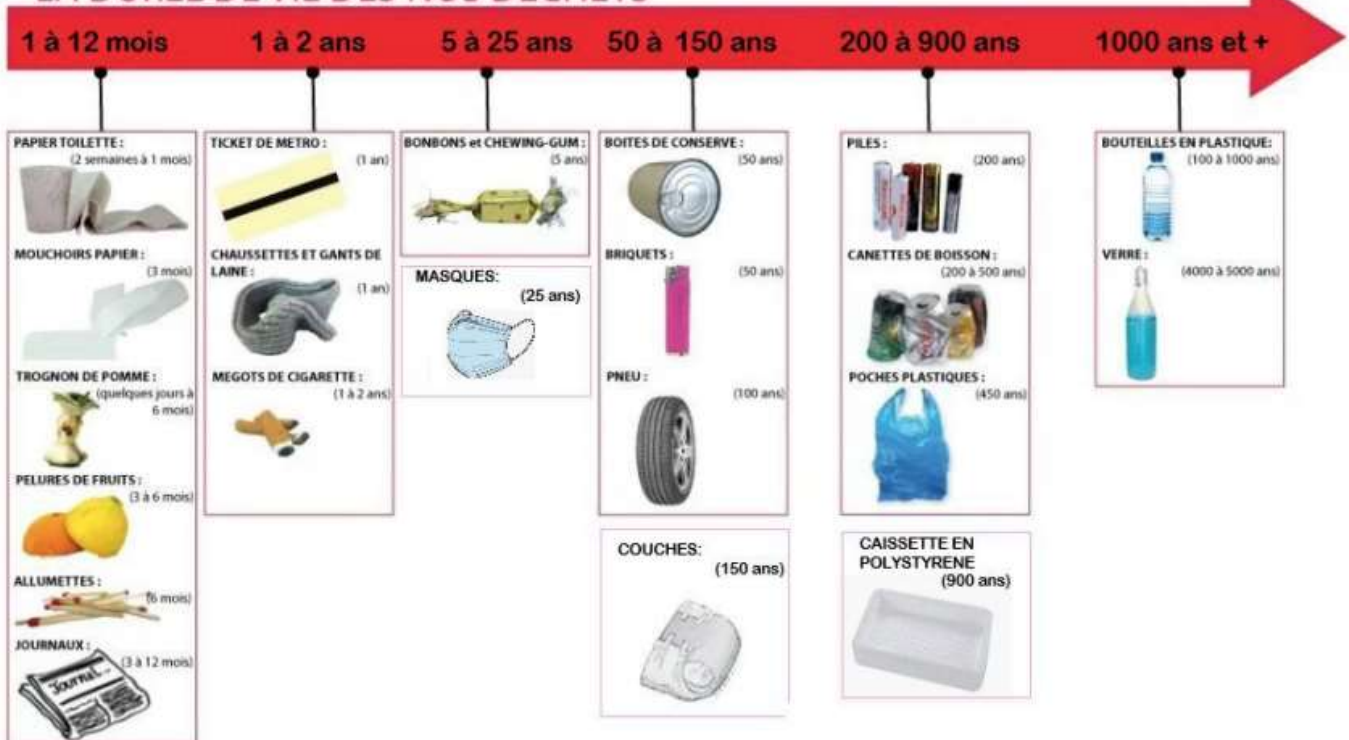 1 à 12 mois
1 à 2 ans
5 à 25 ans
50 à 150 ans
200 à 900 ans
1000 ans et +
PAPIER TOILETTE :
(2 semaines à 1 mois)
MOUCHOIRS PAPIER :
(3 mois)
TROGNON DE POMME :
(quelques jours à
6 mois)
PELURES DE FRUITS :
(3 à 6 mois)
ALLUMETTES :
(6 mois)
JOURNAUX :
(3 à 12 mois)
Journal
TICKET DE METRO :
(1 an)
CHAUSSETTES ET GANTS DE
LAINE :
(1 an)
MEGOTS DE CIGARETTE :
(1 à 2 ans)
BONBONS et CHEWING-GUM :
(5 ans)
MASQUES:
(25 ans)
BOITES DE CONSERVE :
(50 ans)
BRIQUETS :
(50 ans)
PNEU :
(100 ans)
COUCHES:
(150 ans)
PILES :
(200 ans)
CANETTES DE BOISSON :
(200 à 500 ans)
POCHES PLASTIQUES :
(450 ans)
CAISSETTE EN
POLYSTYRENE
(900 ans)
BOUTEILLES EN PLASTIQUE:
(100 à 1000 ans)
VERRE :
(4000 à 5000 ans)